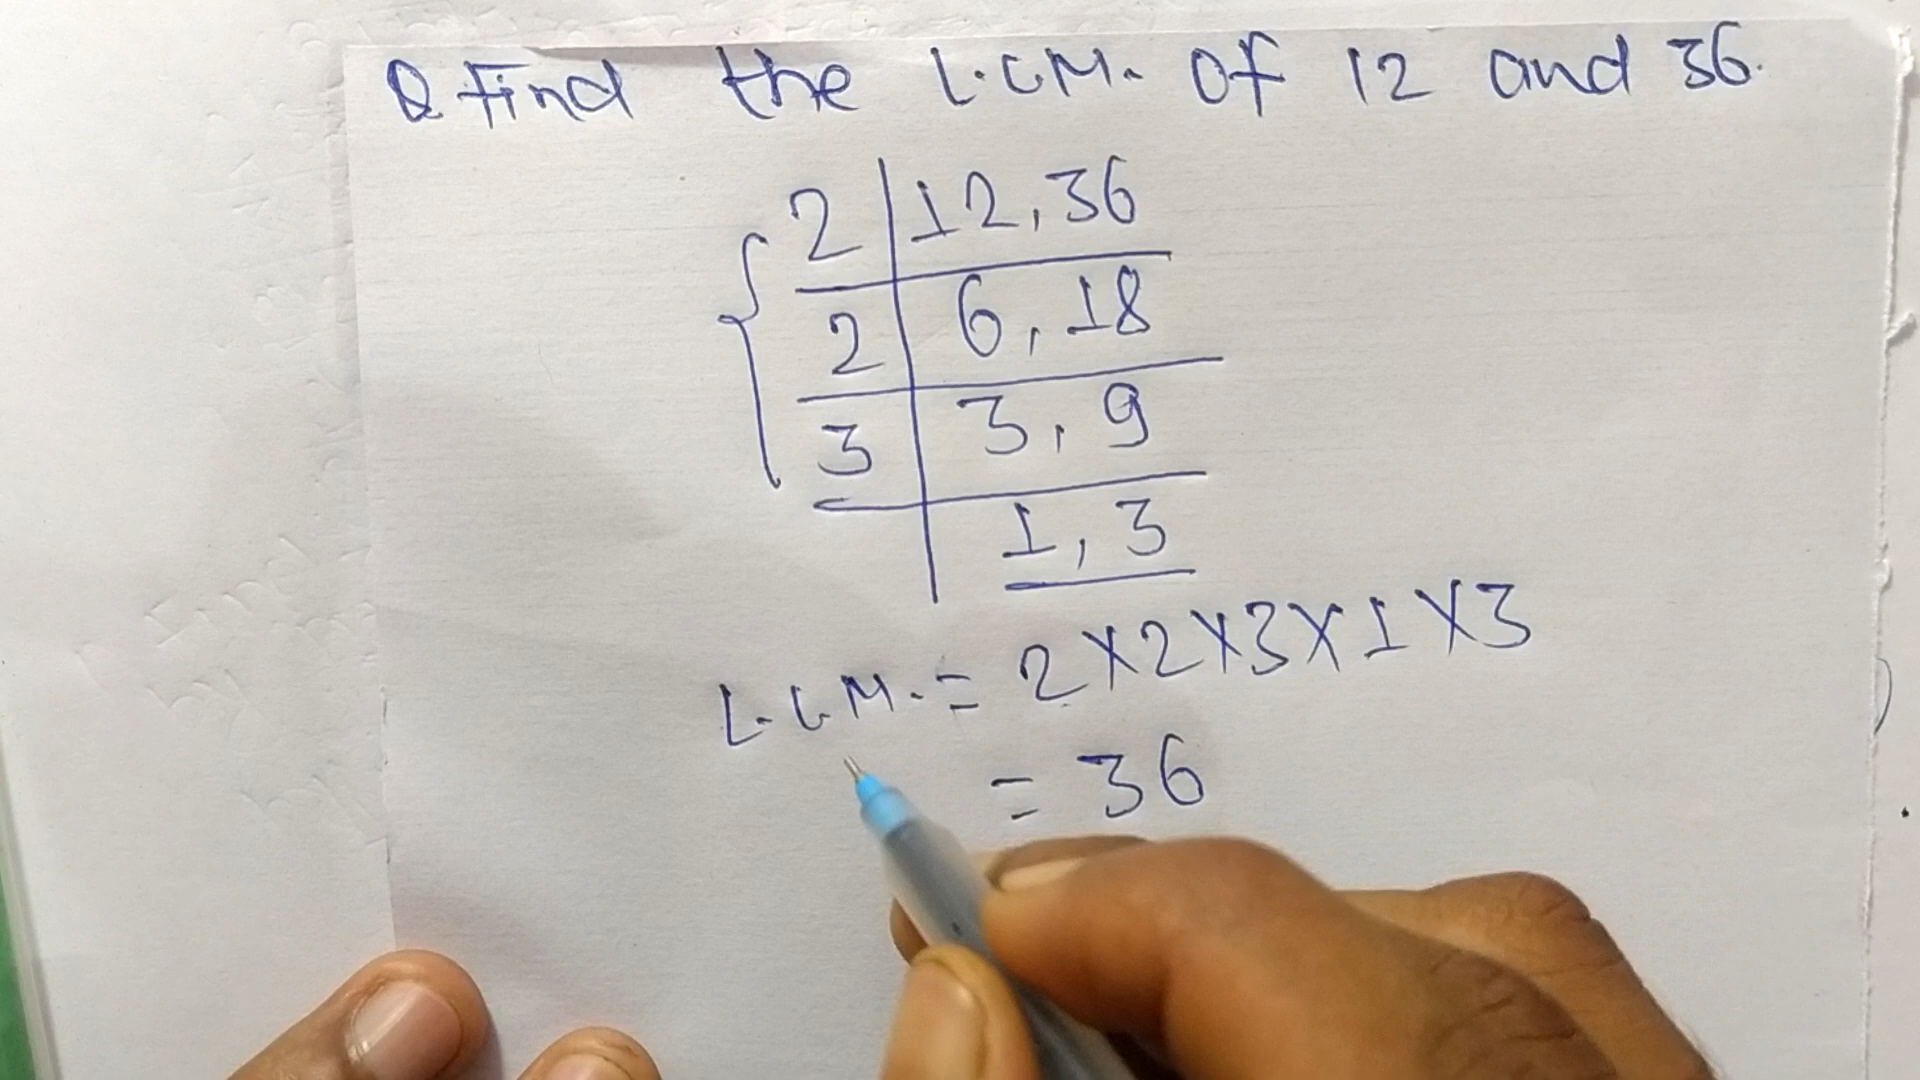 Q Find the L.C.M. of 12 and 36.
2 | 12, 36
2 | 6, 18
3 | 3, 9
| 1, 3
L.C.M. = 2 X 2 X 3 X 1 X 3
= 36